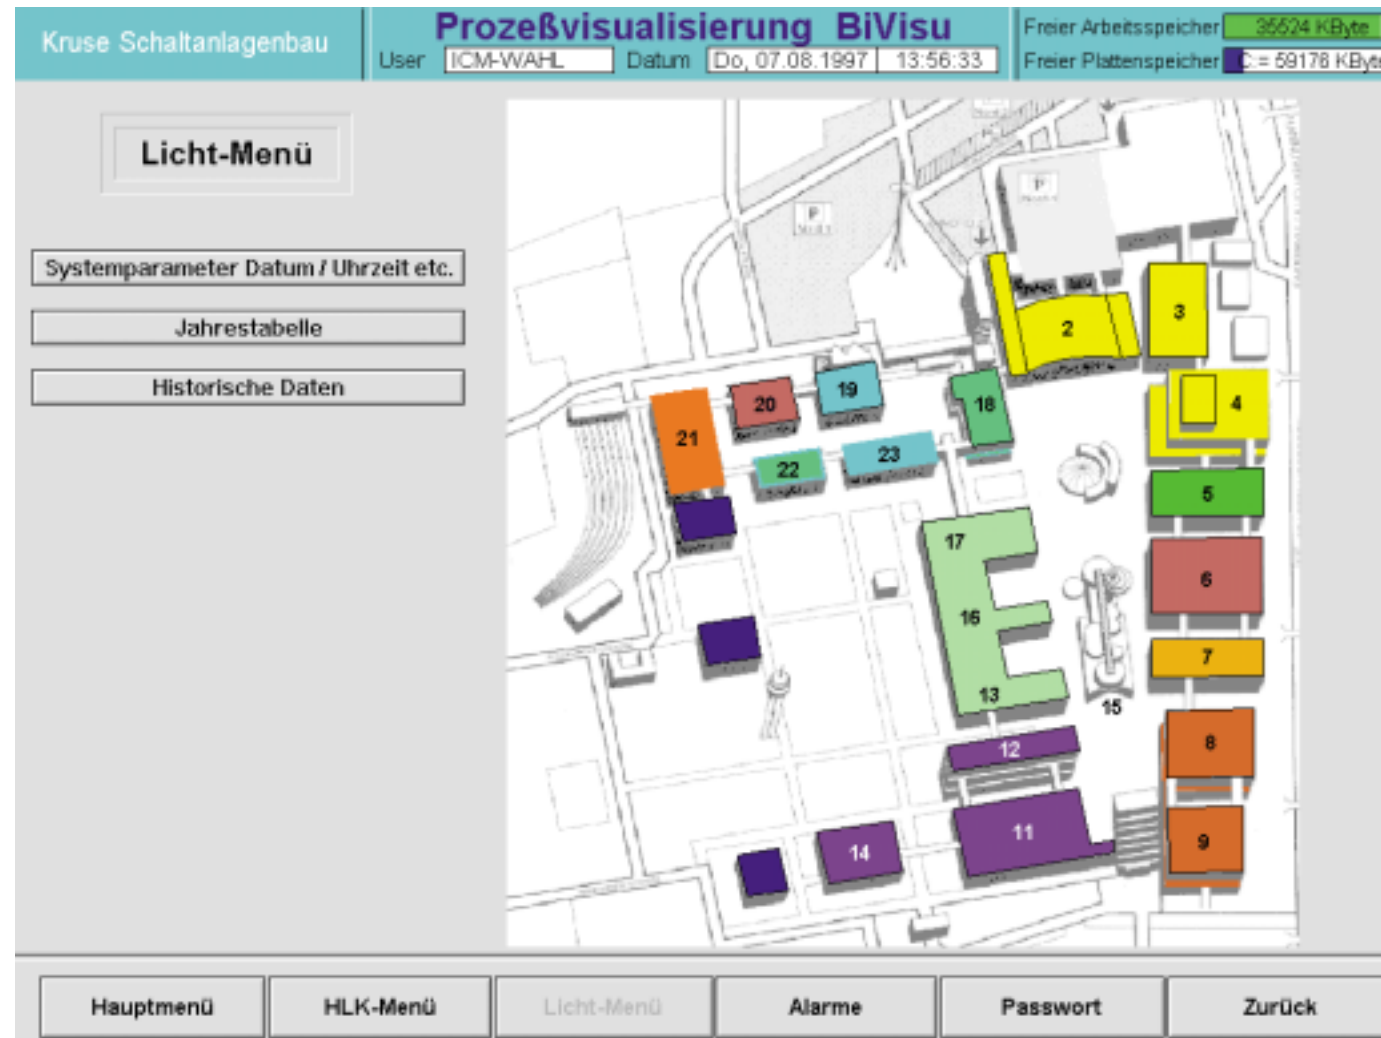 Kruse Schaltanlagenbau
Prozeßvisualisierung BiVisu
User ICM-WAHL Datum Do, 07.08.1997 13:56:33
Freier Arbeitsspeicher 35524 KByte
Freier Plattenspeicher C:= 59178 KByte
Licht-Menü
Systemparameter Datum / Uhrzeit etc.
Jahrestabelle
Historische Daten
P
P
2
3
4
5
6
7
8
9
11
12
13
14
15
16
17
18
19
20
21
22
23
Hauptmenü
HLK-Menü
Licht-Menü
Alarme
Passwort
Zurück